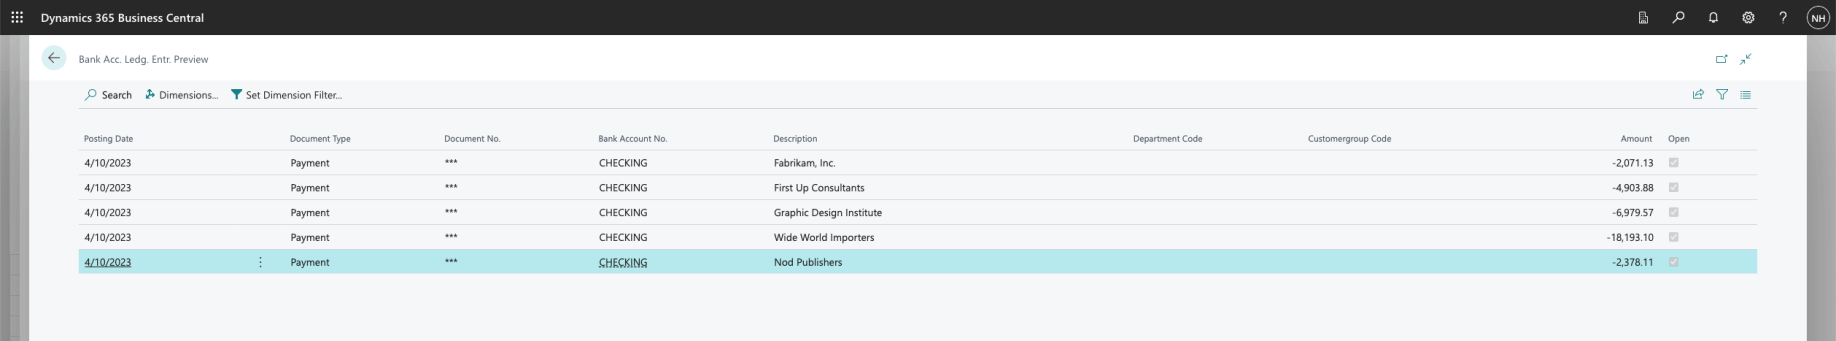 Dynamics 365 Business Central NH
Bank Acc. Ledg. Entr. Preview
Search Dimensions... Set Dimension Filter...
Posting Date Document Type Document No. Bank Account No. Description Department Code Customergroup Code Amount Open
4/10/2023 Payment *** CHECKING Fabrikam, Inc. -2,071.13
4/10/2023 Payment *** CHECKING First Up Consultants -4,903.88
4/10/2023 Payment *** CHECKING Graphic Design Institute -6,979.57
4/10/2023 Payment *** CHECKING Wide World Importers -18,193.10
4/10/2023 Payment *** CHECKING Nod Publishers -2,378.11